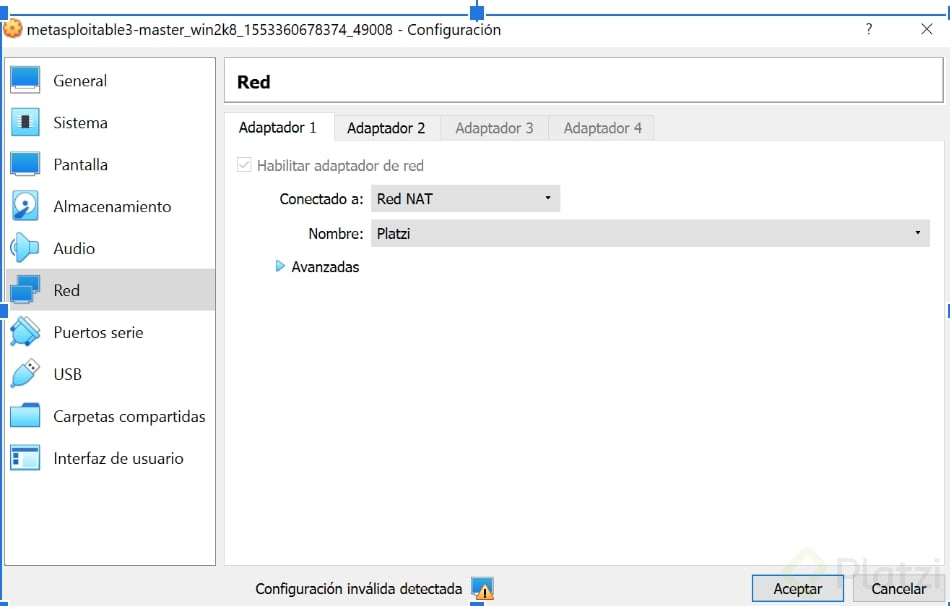 metasploitable3-master_win2k8_1553360678374_49008 - Configuración
?
General
Sistema
Pantalla
Almacenamiento
Audio
Red
Puertos serie
USB
Carpetas compartidas
Interfaz de usuario
Red
Adaptador 1 Adaptador 2 Adaptador 3 Adaptador 4
Habilitar adaptador de red
Conectado a: Red NAT
Nombre: Platzi
Avanzadas
Configuración inválida detectada
Aceptar
Cancelar
Platzi